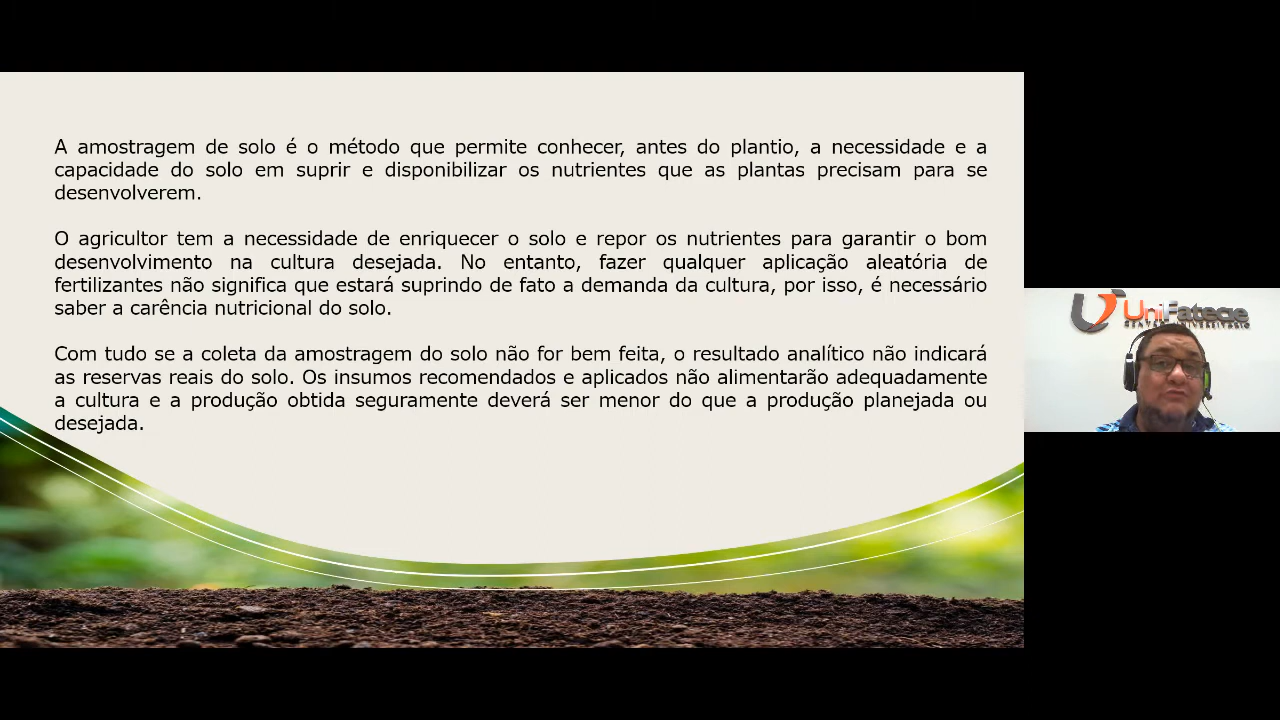 A amostragem de solo é o método que permite conhecer, antes do plantio, a necessidade e a
capacidade do solo em suprir e disponibilizar os nutrientes que as plantas precisam para se
desenvolverem.
O agricultor tem a necessidade de enriquecer o solo e repor os nutrientes para garantir o bom
desenvolvimento na cultura desejada. No entanto, fazer qualquer aplicação aleatória de
fertilizantes não significa que estará suprindo de fato a demanda da cultura, por isso, é necessário
saber a carência nutricional do solo.
Com tudo se a coleta da amostragem do solo não for bem feita, o resultado analítico não indicará
as reservas reais do solo. Os insumos recomendados e aplicados não alimentarão adequadamente
a cultura e a produção obtida seguramente deverá ser menor do que a produção planejada ou
desejada.
UniFatecie
CENTRO UNIVERSITÁRIO